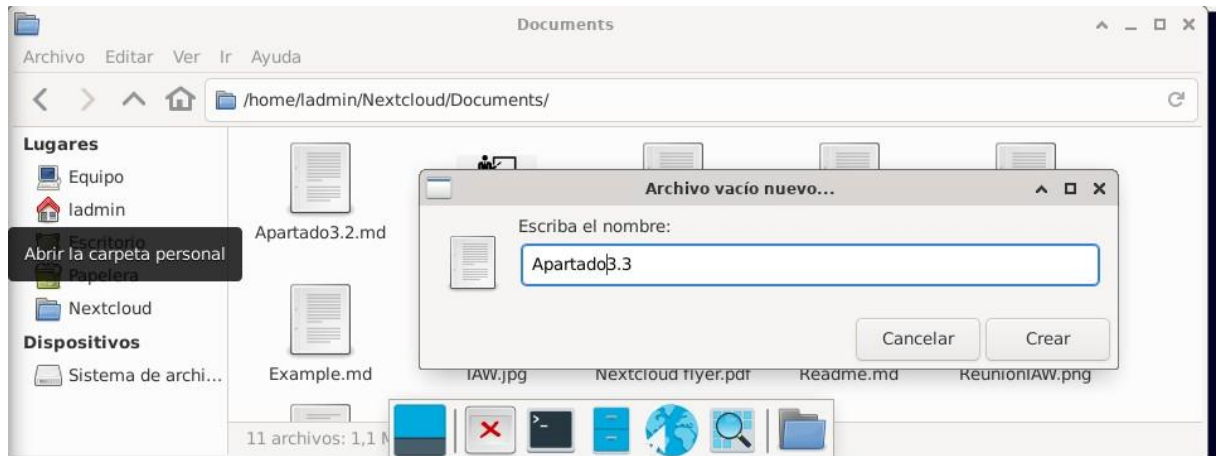 Documents
Archivo Editar Ver Ir Ayuda
/home/ladmin/Nextcloud/Documents/
Lugares
Equipo
ladmin
Escritorio
Abrir la carpeta personal
Papelera
Nextcloud
Dispositivos
Sistema de archi...
Apartado3.2.md
Archivo vacío nuevo...
Escriba el nombre:
Apartado3.3
Cancelar Crear
Example.md IAW.jpg Nextcloud flyer.pdf Readme.md ReunionIAW.png
11 archivos: 1,1 M